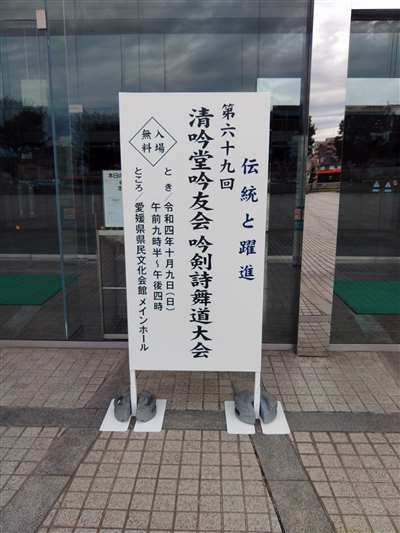 伝統と躍進
第六十九回
清吟堂吟友会 吟剣詩舞道大会
入場
無料
とき 令和四年十月九日(日)
午前九時半~午後四時
ところ 愛媛県県民文化会館 メインホール